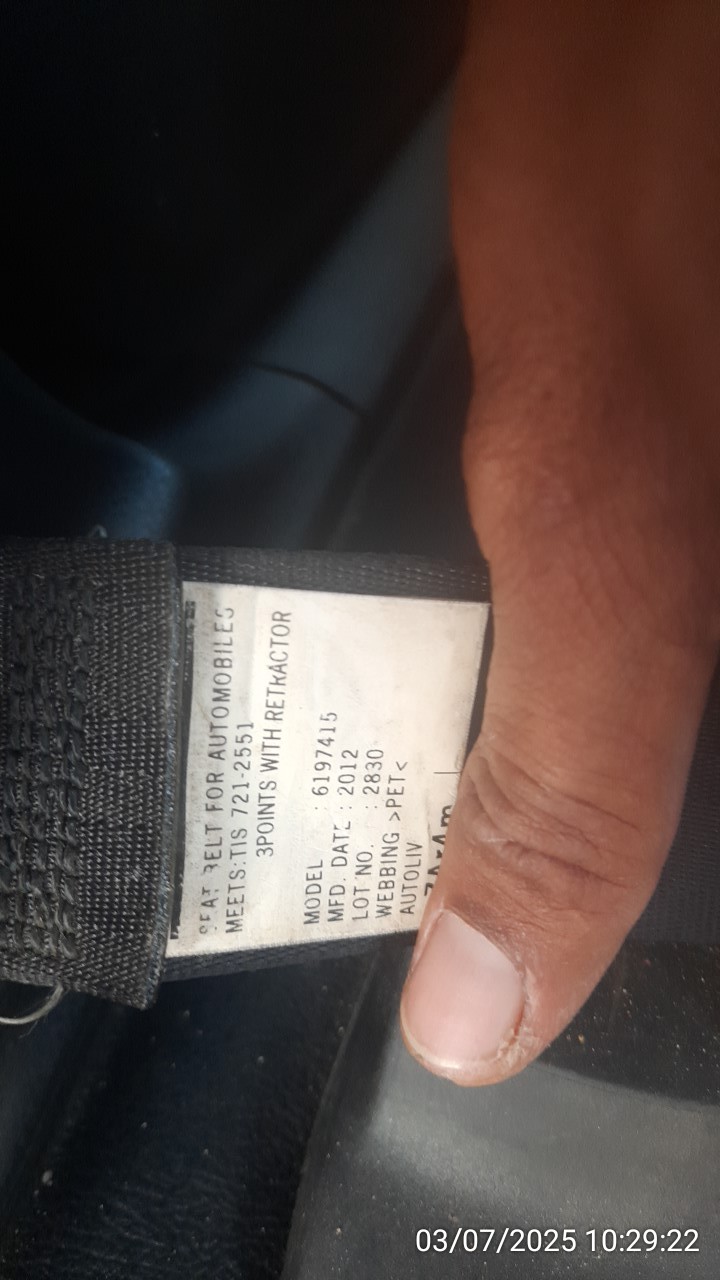 SEAT BELT FOR AUTOMOBILES
MEETS:TIS 721-2551
3POINTS WITH RETRACTOR
MODEL : 6197415
MFD. DATE : 2012
LOT NO. : 2830
WEBBING >PET<
AUTOLIV
03/07/2025 10:29:22